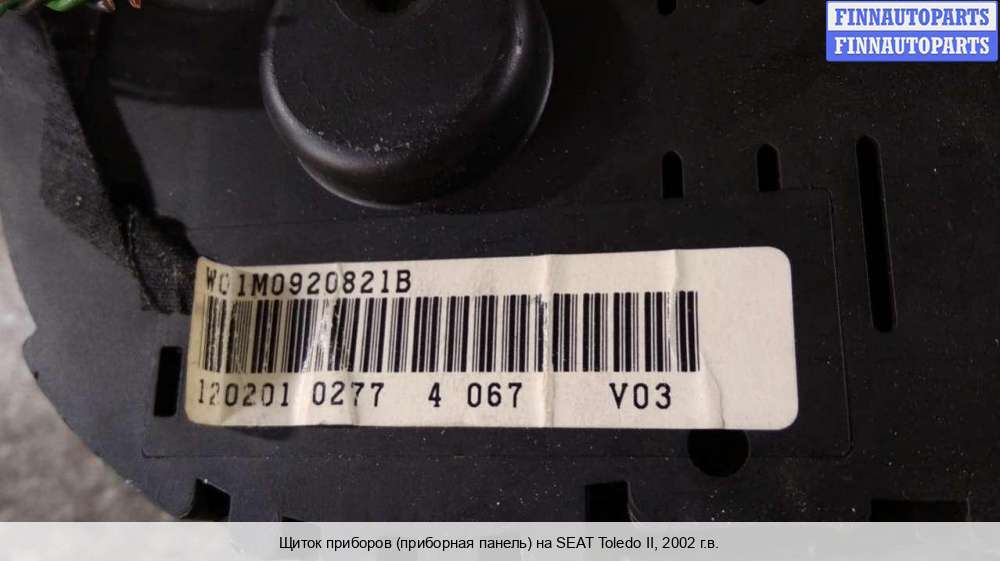 FINNAUTOPARTS
FINNAUTOPARTS
W01M0920821B
120201 0277 4 067 V03
Щиток приборов (приборная панель) на SEAT Toledo II, 2002 г.в.